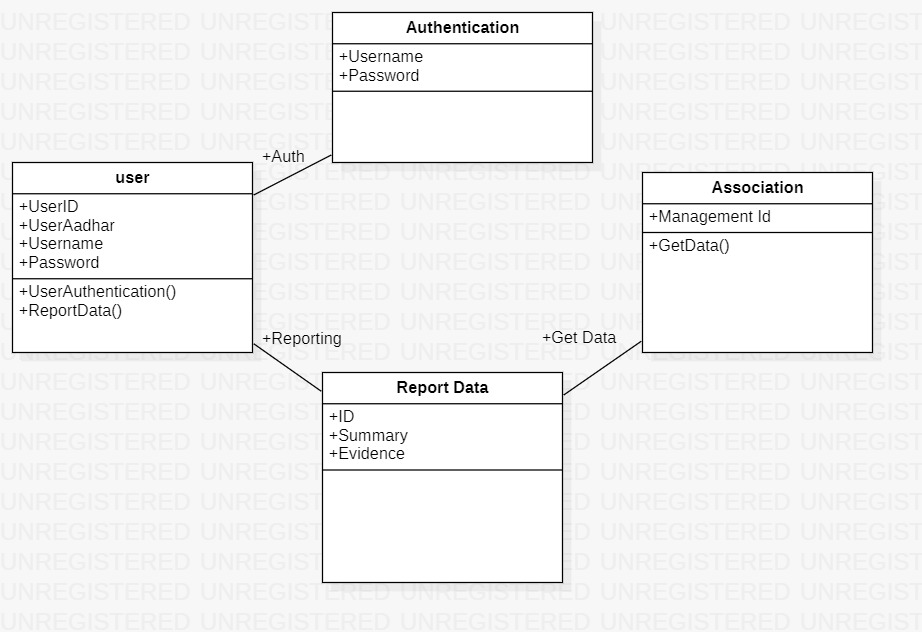 Authentication
+Username
+Password
+Auth
user
+UserID
+UserAadhar
+Username
+Password
+UserAuthentication()
+ReportData()
Association
+Management Id
+GetData()
+Reporting
+Get Data
Report Data
+ID
+Summary
+Evidence
UNREGISTERED